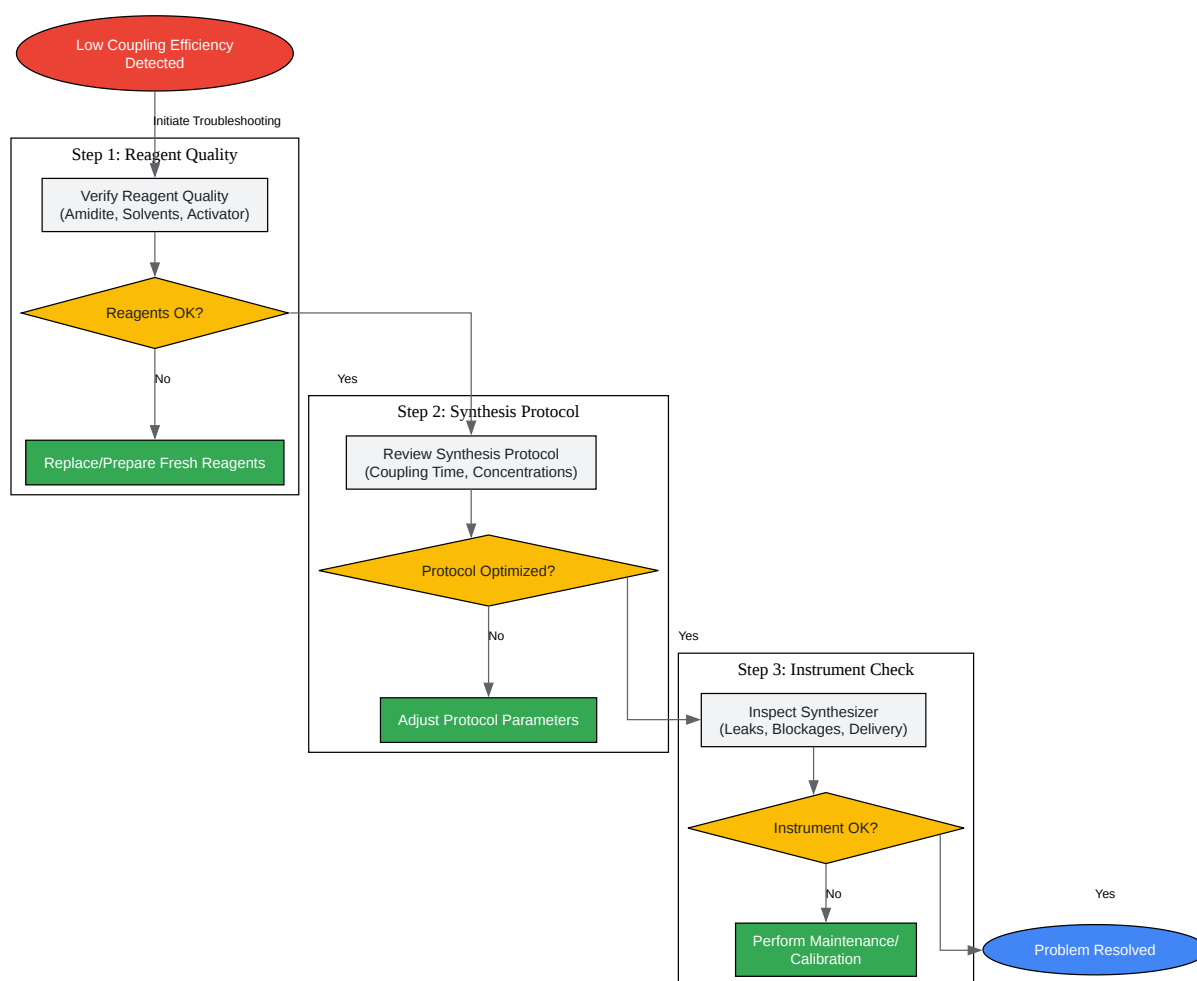 Low Coupling Efficiency
Detected
Initiate Troubleshooting
Step 1: Reagent Quality
Verify Reagent Quality
(Amidite, Solvents, Activator)
Reagents OK?
No
Replace/Prepare Fresh Reagents
Yes
Step 2: Synthesis Protocol
Review Synthesis Protocol
(Coupling Time, Concentrations)
Protocol Optimized?
No
Adjust Protocol Parameters
Yes
Step 3: Instrument Check
Inspect Synthesizer
(Leaks, Blockages, Delivery)
Instrument OK?
No
Perform Maintenance/
Calibration
Yes
Problem Resolved